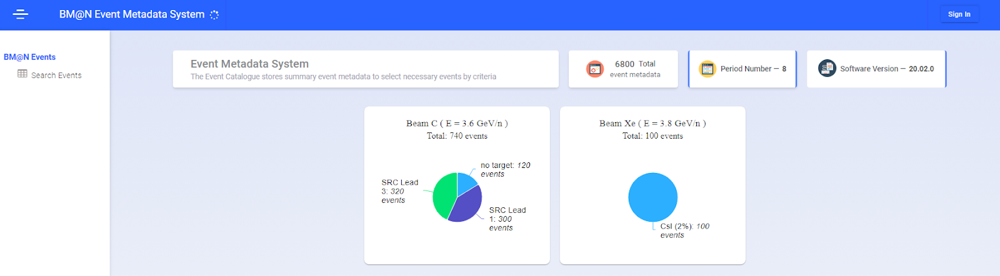 BM@N Event Metadata System
Sign In
BM@N Events
Search Events
Event Metadata System
The Event Catalogue stores summary event metadata to select necessary events by criteria
6800 Total
event metadata
Period Number — 8
Software Version — 20.02.0
Beam C ( E = 3.6 GeV/n )
Total: 740 events
no target: 120
events
SRC Lead
3: 320
events
SRC Lead
1: 300
events
Beam Xe ( E = 3.8 GeV/n )
Total: 100 events
CsI (2%): 100
events